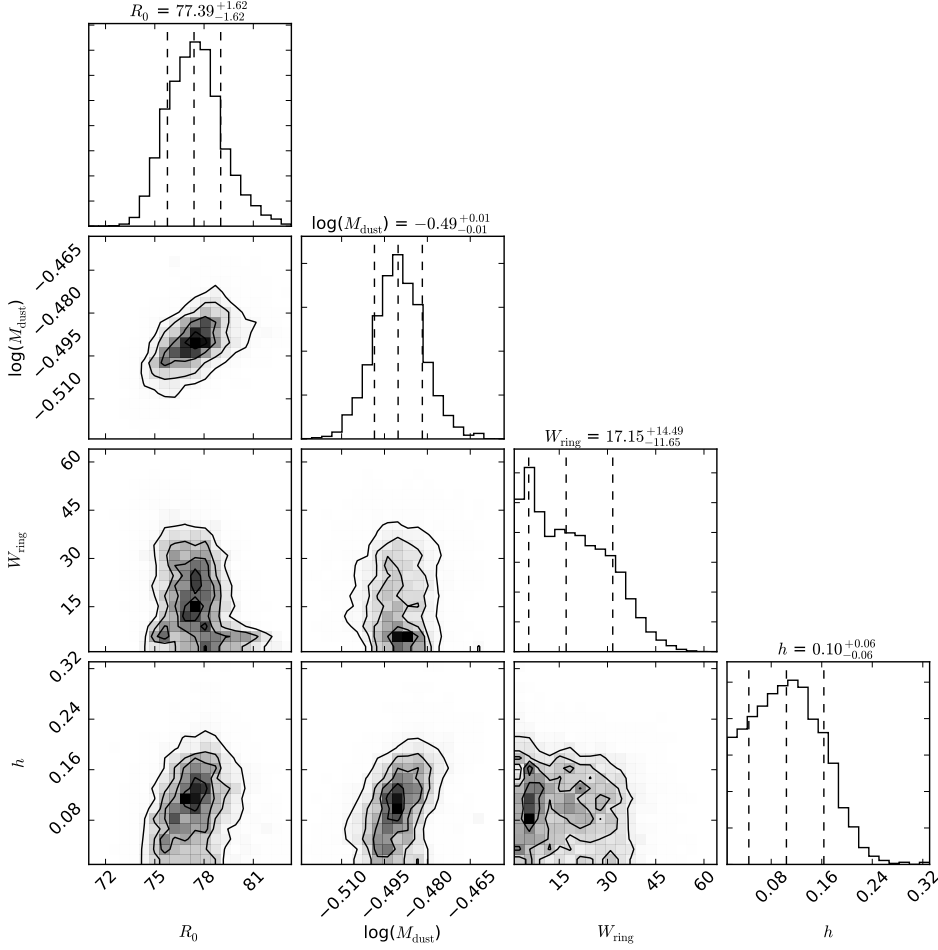 R₀ = 77.39 +1.62 −1.62
log(M_dust) = −0.49 +0.01 −0.01
log(M_dust)
−0.465
−0.480
−0.495
−0.510
W_ring = 17.15 +14.49 −11.65
W_ring
60
45
30
15
h = 0.10 +0.06 −0.06
h
0.32
0.24
0.16
0.08
72 75 78 81
−0.510 −0.495 −0.480 −0.465
15 30 45 60
0.08 0.16 0.24 0.32
R₀ log(M_dust) W_ring h